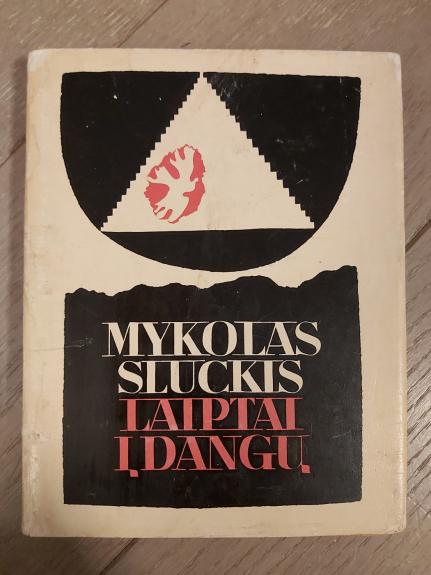 MYKOLAS
SLUCKIS
LAIPTAI
Į DANGŲ